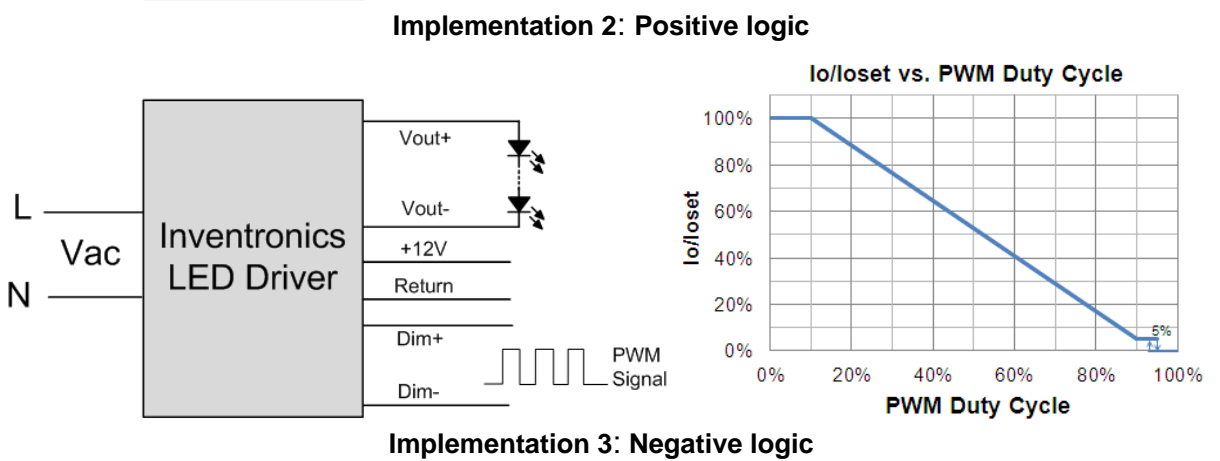 Implementation 2: Positive logic
L
Vac
N
Inventronics
LED Driver
Vout+
Vout-
+12V
Return
Dim+
Dim-
PWM
Signal
Io/Ioset vs. PWM Duty Cycle
Io/Ioset
100%
80%
60%
40%
20%
0%
5%
0% 20% 40% 60% 80% 100%
PWM Duty Cycle
Implementation 3: Negative logic